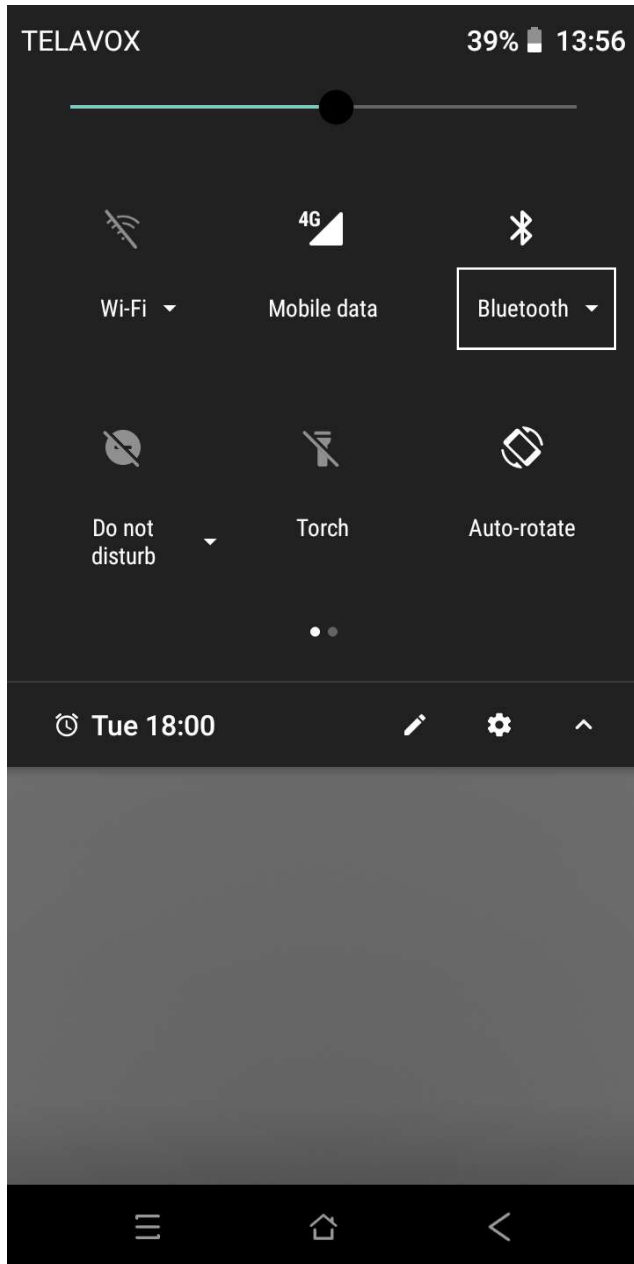 TELAVOX 39% 13:56
4G
Wi-Fi Mobile data Bluetooth
Do not
disturb
Torch Auto-rotate
Tue 18:00